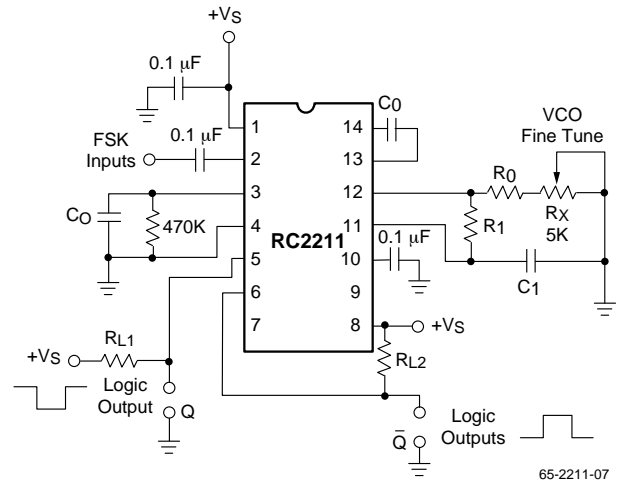 +VS
0.1 μF
C0
VCO
Fine Tune
FSK
Inputs
0.1 μF
1
14
2
13
3
12
R0
RX
5K
CO
470K
4
11
R1
RC2211
0.1 μF
5
10
C1
6
9
7
8
+VS
RL1
+VS
RL2
Logic
Output
Q
Logic
Outputs
Q̅
65-2211-07